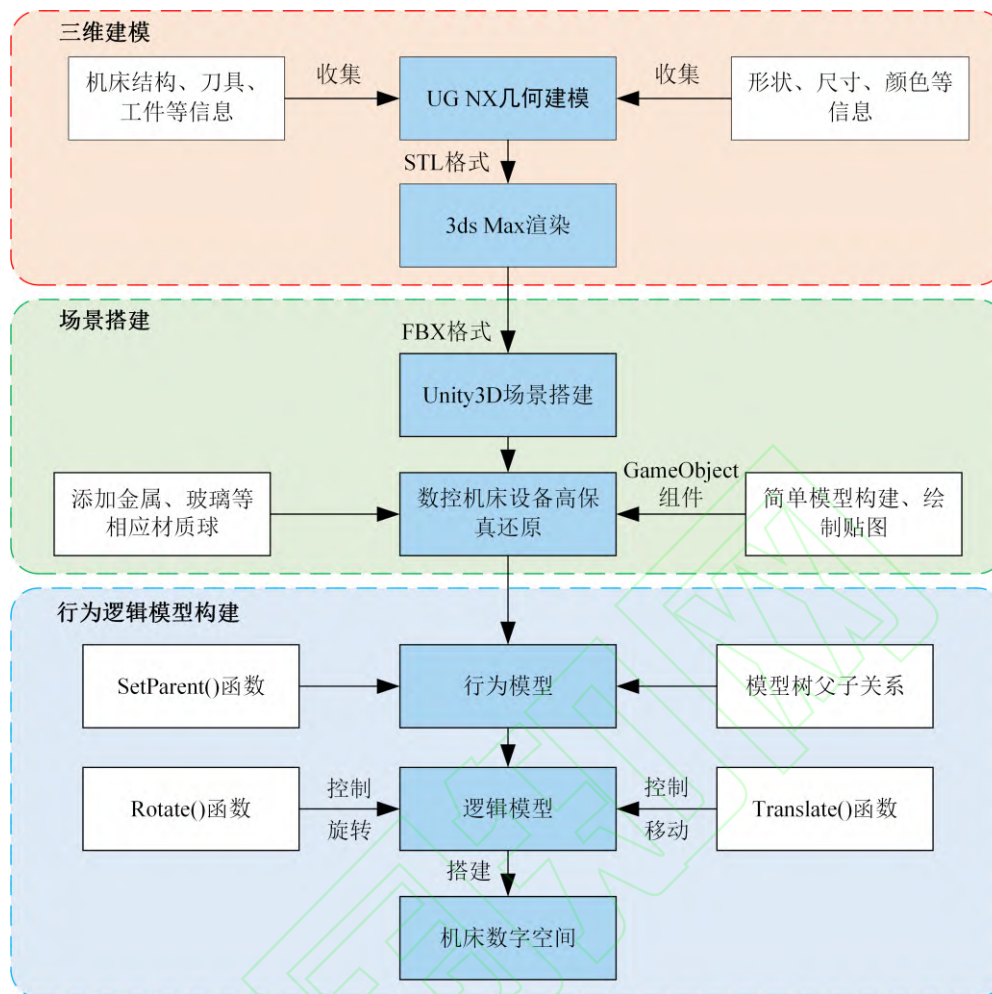 三维建模
机床结构、刀具、
工件等信息
收集
UG NX几何建模
收集
形状、尺寸、颜色等
信息
STL格式
3ds Max渲染
场景搭建
FBX格式
Unity3D场景搭建
添加金属、玻璃等
相应材质球
数控机床设备高保
真还原
GameObject
组件
简单模型构建、绘
制贴图
行为逻辑模型构建
SetParent()函数
行为模型
模型树父子关系
Rotate()函数
控制
旋转
逻辑模型
控制
移动
Translate()函数
搭建
机床数字空间